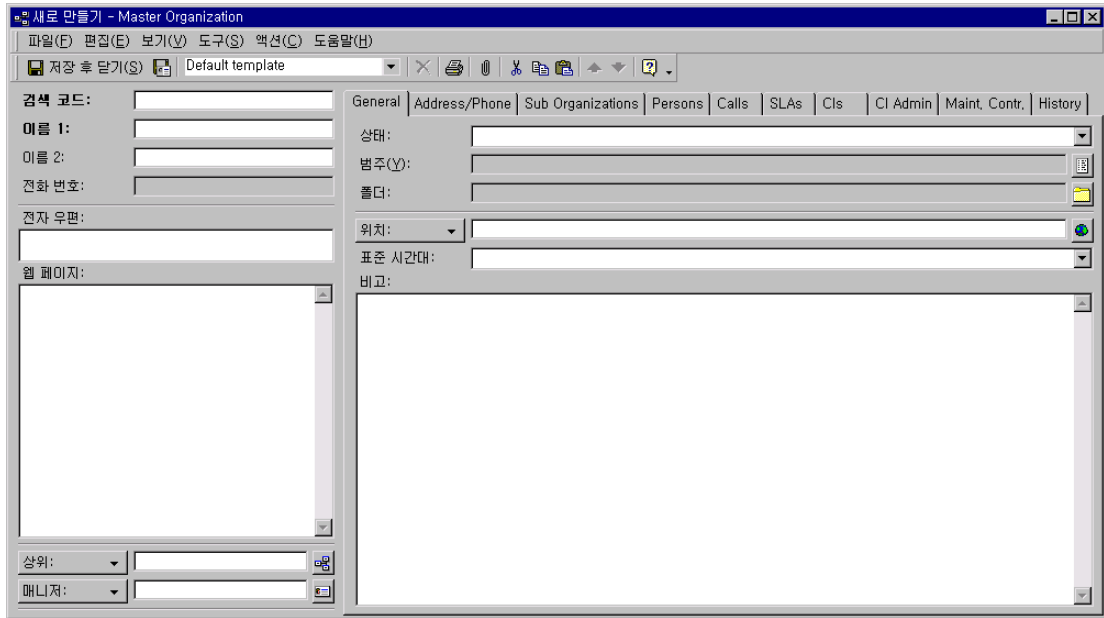 새로 만들기 - Master Organization
파일(F) 편집(E) 보기(V) 도구(S) 액션(C) 도움말(H)
저장 후 닫기(S) Default template
검색 코드:
이름 1:
이름 2:
전화 번호:
전자 우편:
웹 페이지:
상위:
매니저:
General Address/Phone Sub Organizations Persons Calls SLAs CIs CI Admin Maint. Contr. History
상태:
범주(Y):
폴더:
위치:
표준 시간대:
비고: